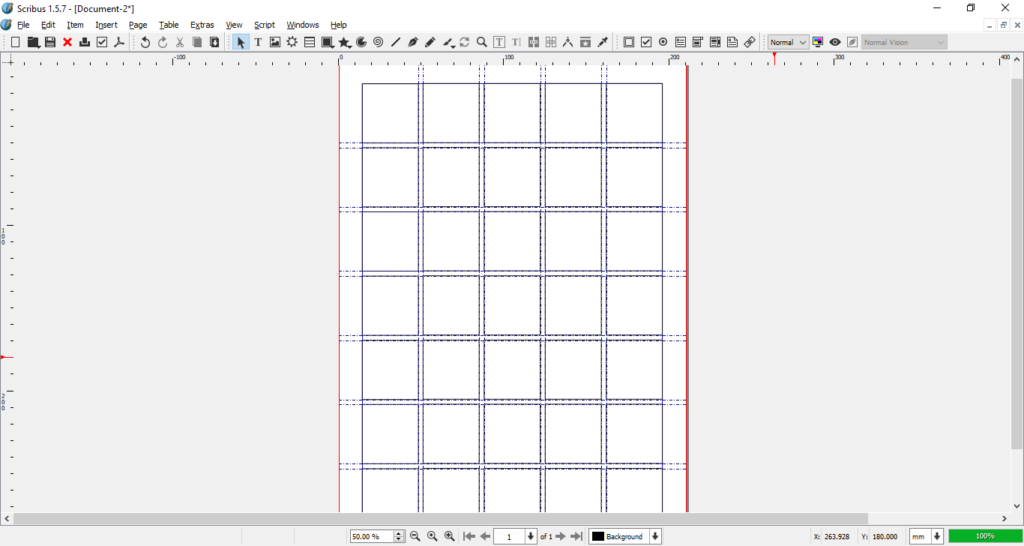 Scribus 1.5.7 - [Document-2*]
File Edit Item Insert Page Table Extras View Script Windows Help
Normal Normal Vision
-100 0 100 200 300 400
100
200
50.00 % 1 of 1 Background X: 263.928 Y: 180.000 mm 100%